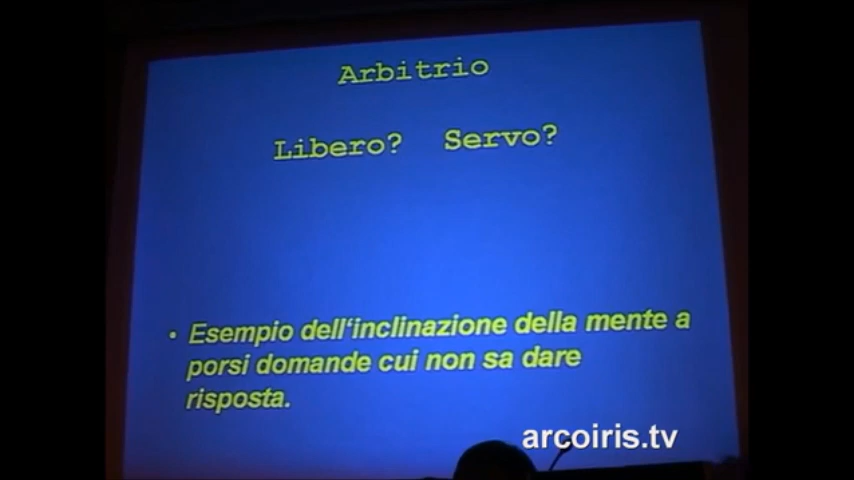 Arbitrio
Libero? Servo?
• Esempio dell'inclinazione della mente a
porsi domande cui non sa dare
risposta.
arcoiris.tv